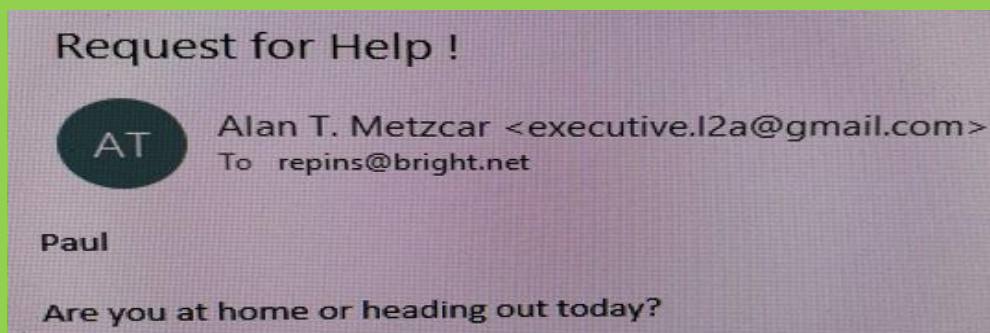 Request for Help !
AT
Alan T. Metzcar <executive.l2a@gmail.com>
To repins@bright.net
Paul
Are you at home or heading out today?